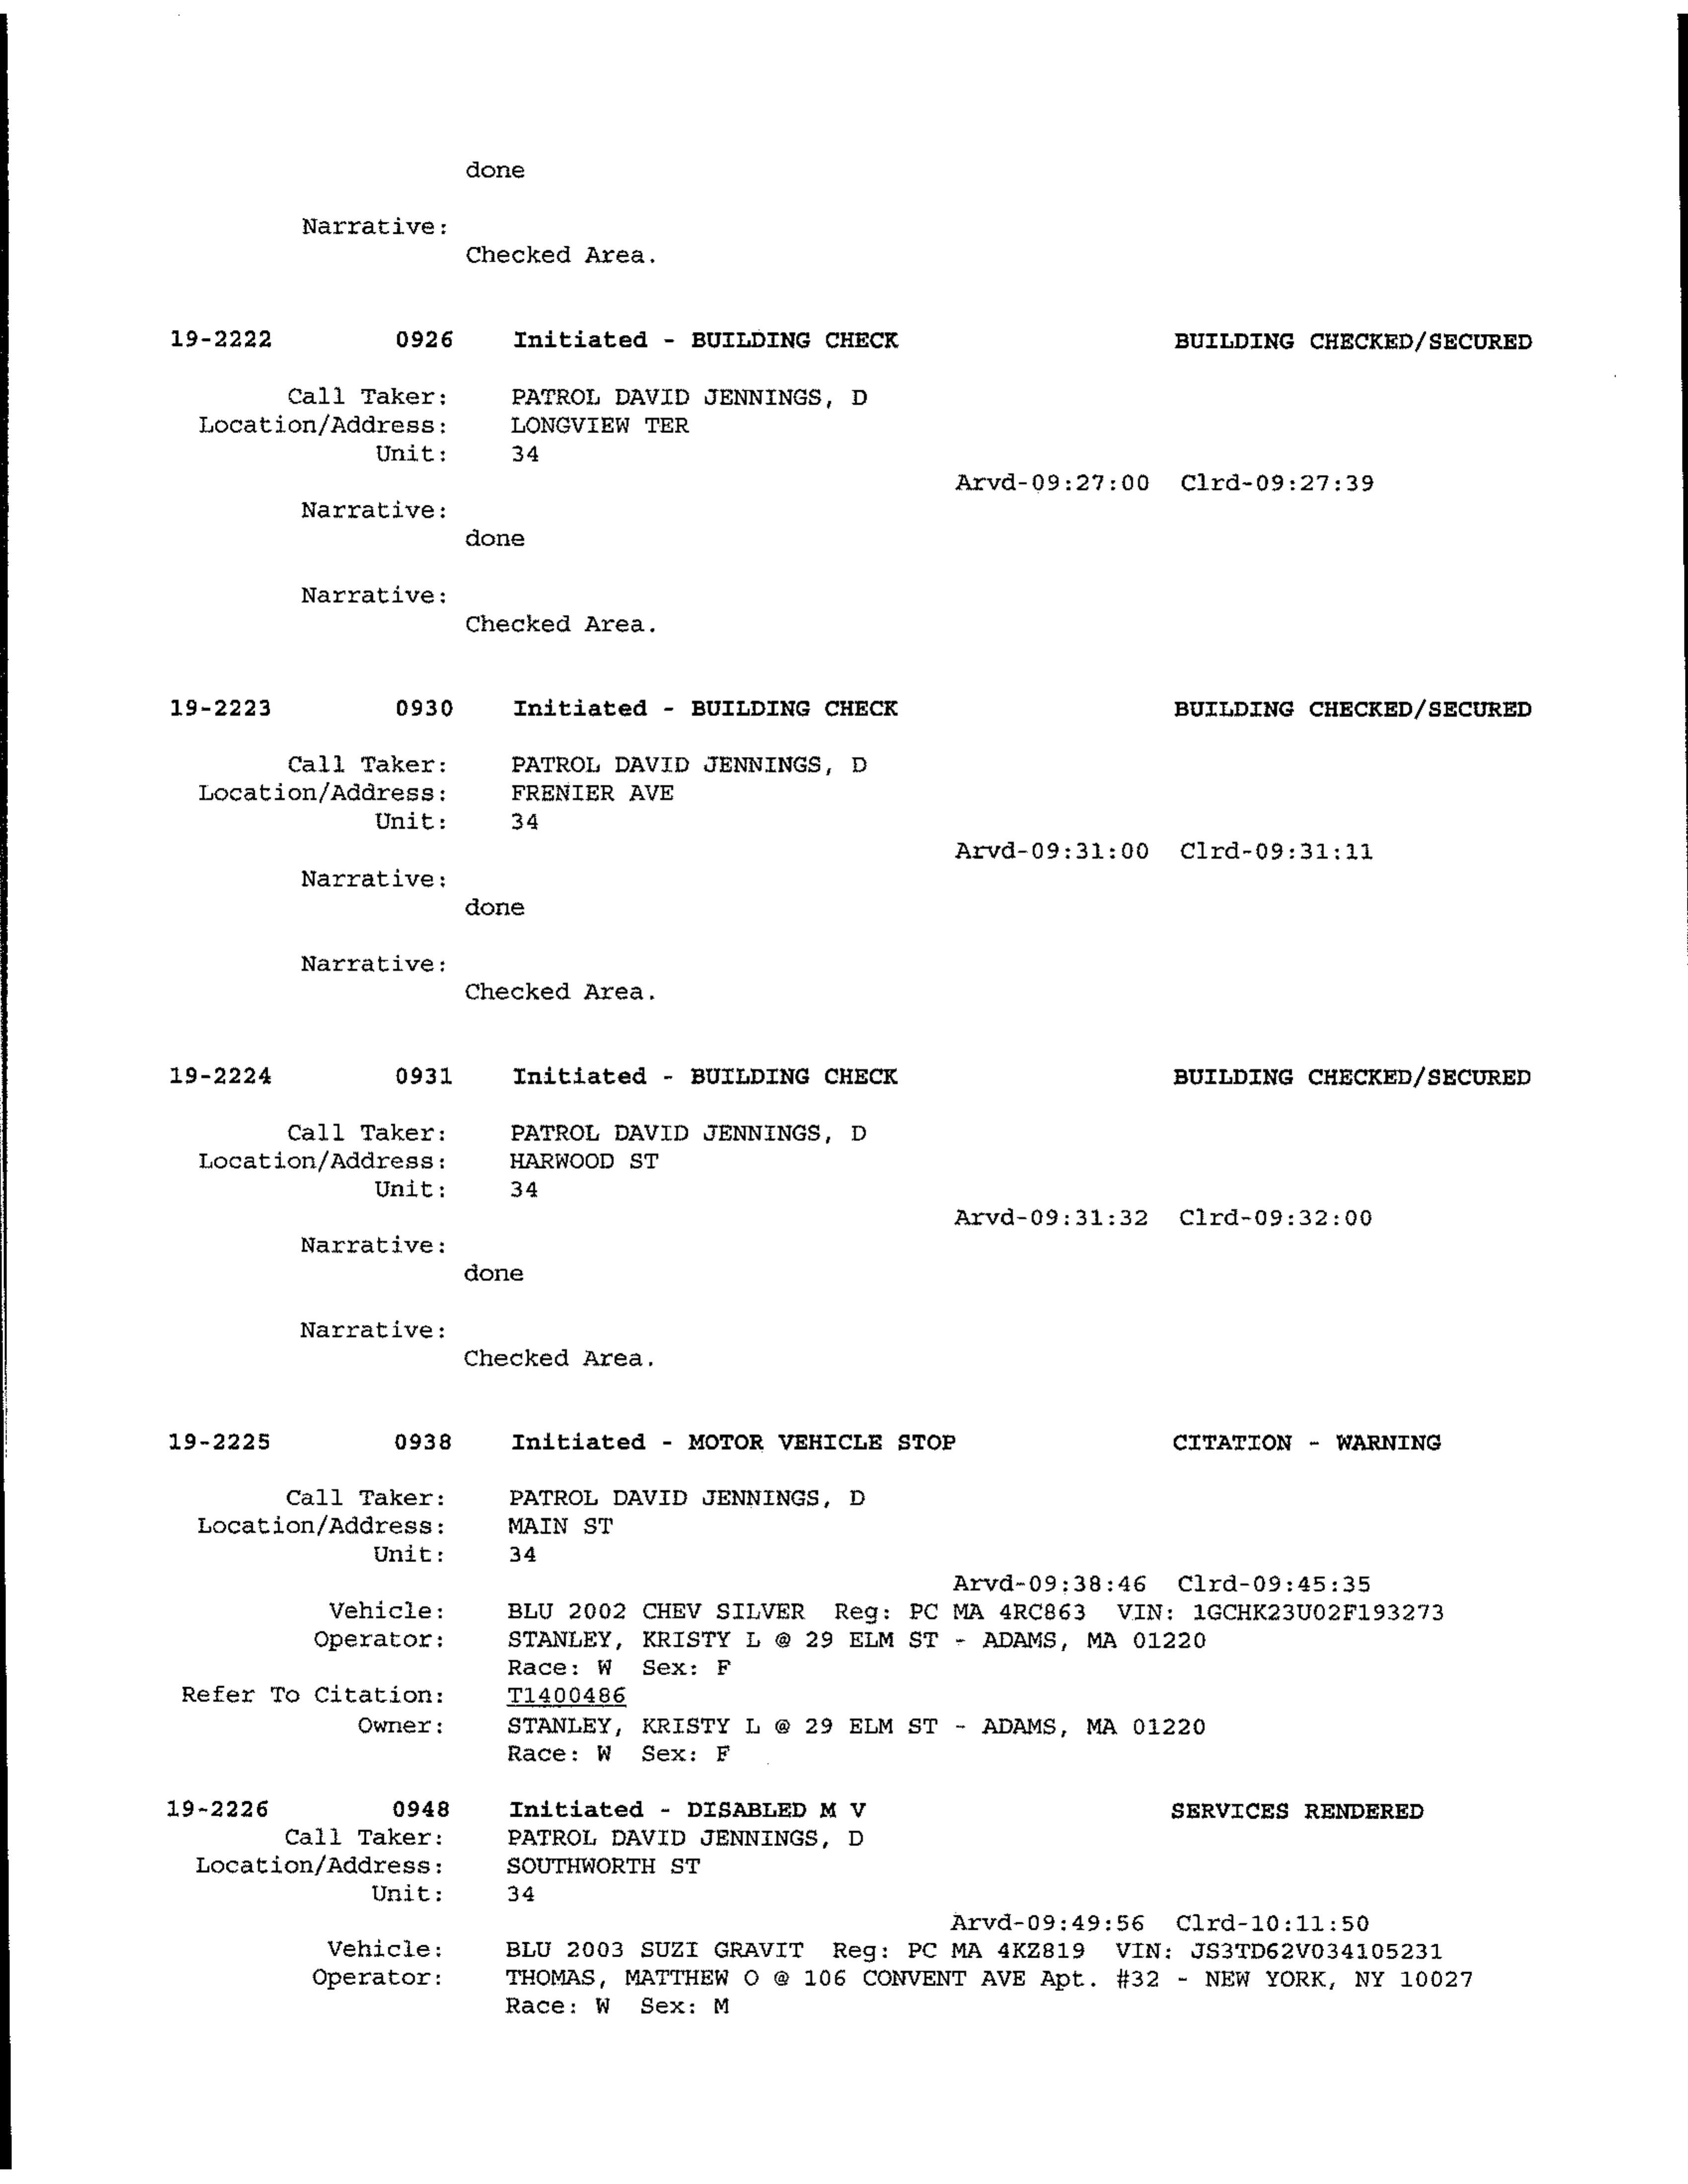 done
Narrative:
Checked Area.
19-2222 0926 Initiated - BUILDING CHECK BUILDING CHECKED/SECURED
Call Taker: PATROL DAVID JENNINGS, D
Location/Address: LONGVIEW TER
Unit: 34
Arvd-09:27:00 Clrd-09:27:39
Narrative:
done
Narrative:
Checked Area.
19-2223 0930 Initiated - BUILDING CHECK BUILDING CHECKED/SECURED
Call Taker: PATROL DAVID JENNINGS, D
Location/Address: FRENIER AVE
Unit: 34
Arvd-09:31:00 Clrd-09:31:11
Narrative:
done
Narrative:
Checked Area.
19-2224 0931 Initiated - BUILDING CHECK BUILDING CHECKED/SECURED
Call Taker: PATROL DAVID JENNINGS, D
Location/Address: HARWOOD ST
Unit: 34
Arvd-09:31:32 Clrd-09:32:00
Narrative:
done
Narrative:
Checked Area.
19-2225 0938 Initiated - MOTOR VEHICLE STOP CITATION - WARNING
Call Taker: PATROL DAVID JENNINGS, D
Location/Address: MAIN ST
Unit: 34
Arvd-09:38:46 Clrd-09:45:35
Vehicle: BLU 2002 CHEV SILVER Reg: PC MA 4RC863 VIN: 1GCHK23U02F193273
Operator: STANLEY, KRISTY L @ 29 ELM ST - ADAMS, MA 01220
Race: W Sex: F
Refer To Citation: T1400486
Owner: STANLEY, KRISTY L @ 29 ELM ST - ADAMS, MA 01220
Race: W Sex: F
19-2226 0948 Initiated - DISABLED M V SERVICES RENDERED
Call Taker: PATROL DAVID JENNINGS, D
Location/Address: SOUTHWORTH ST
Unit: 34
Arvd-09:49:56 Clrd-10:11:50
Vehicle: BLU 2003 SUZI GRAVIT Reg: PC MA 4KZ819 VIN: JS3TD62V034105231
Operator: THOMAS, MATTHEW O @ 106 CONVENT AVE Apt. #32 - NEW YORK, NY 10027
Race: W Sex: M